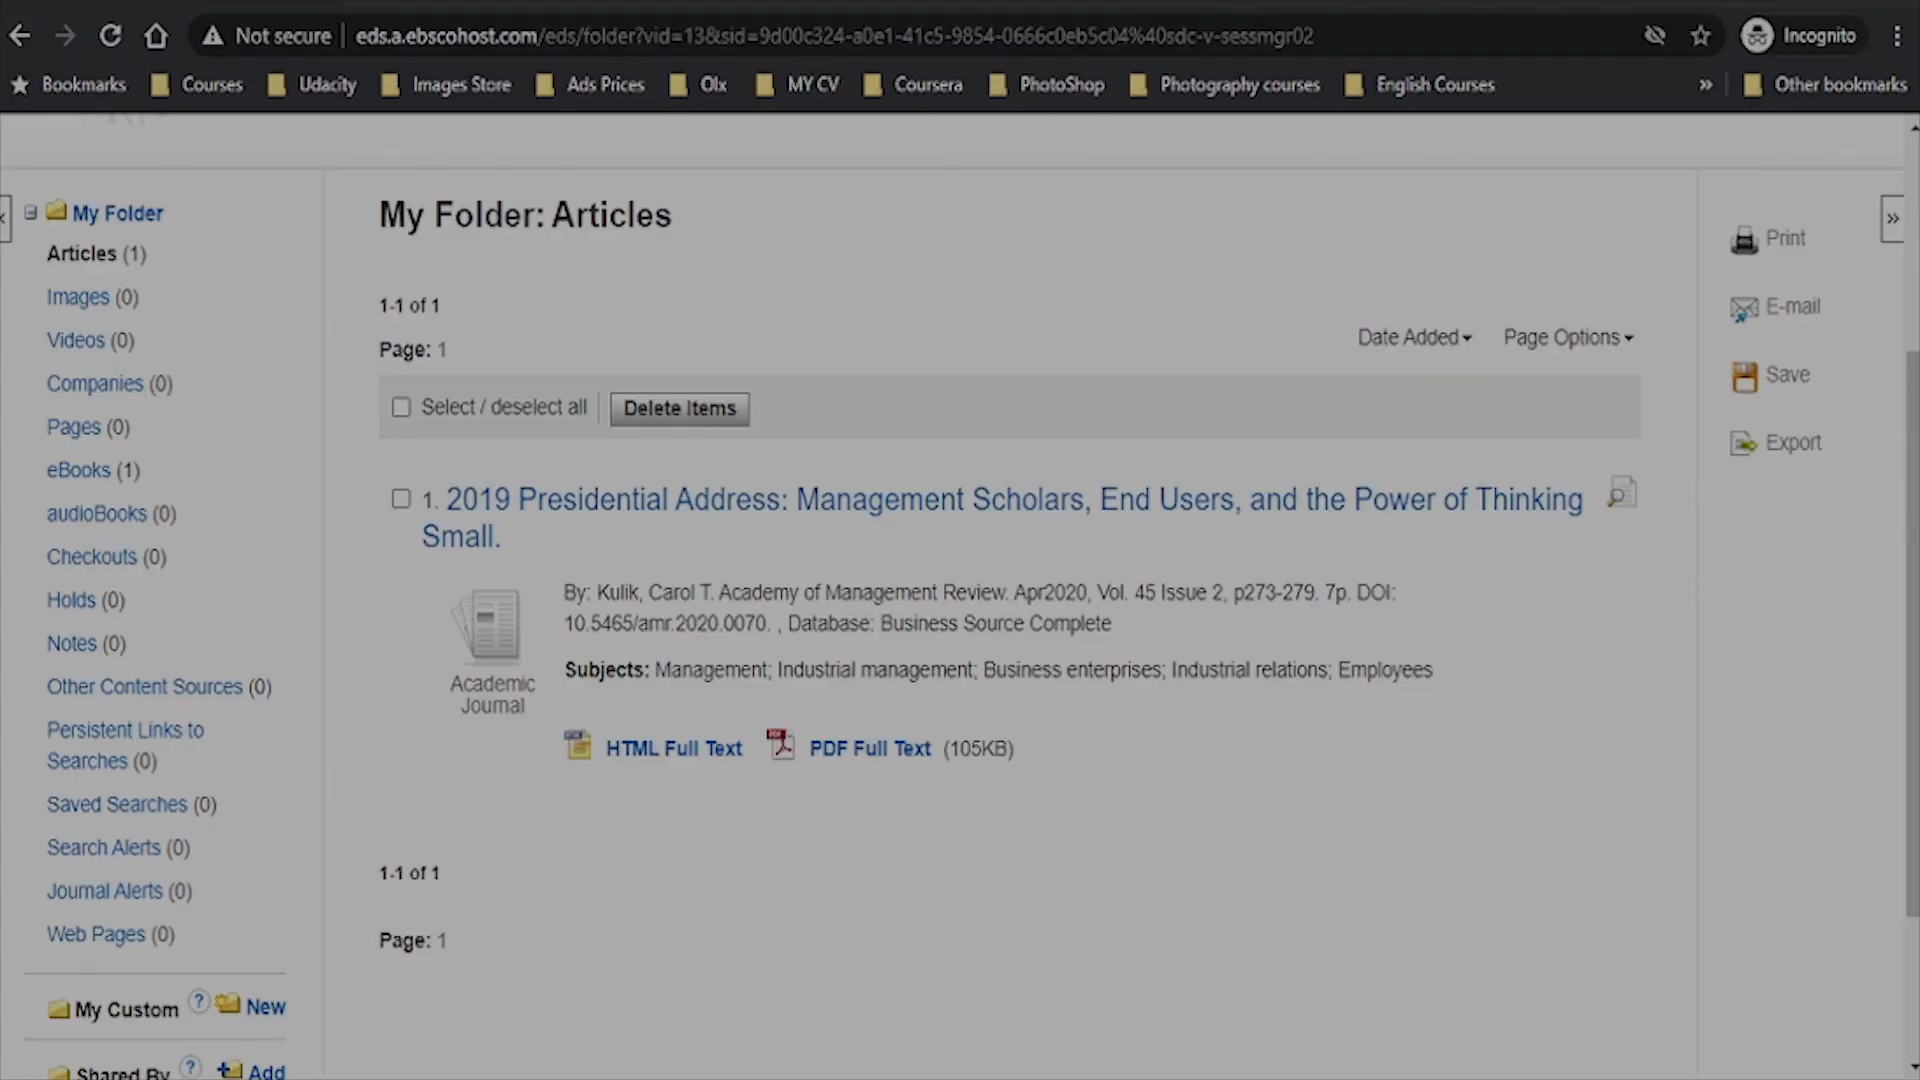 Not secure eds.a.ebscohost.com/eds/folder?vid=13&sid=9d00c324-a0e1-41c5-9854-0666c0eb5c04%40sdc-v-sessmgr02 Incognito
Bookmarks Courses Udacity Images Store Ads Prices Olx MY CV Coursera PhotoShop Photography courses English Courses » Other bookmarks
My Folder
Articles (1)
Images (0)
Videos (0)
Companies (0)
Pages (0)
eBooks (1)
audioBooks (0)
Checkouts (0)
Holds (0)
Notes (0)
Other Content Sources (0)
Persistent Links to
Searches (0)
Saved Searches (0)
Search Alerts (0)
Journal Alerts (0)
Web Pages (0)
My Custom ? New
Shared By ? Add
My Folder: Articles
1-1 of 1
Page: 1
Date Added Page Options
Select / deselect all Delete Items
1. 2019 Presidential Address: Management Scholars, End Users, and the Power of Thinking
Small.
Academic
Journal
By: Kulik, Carol T. Academy of Management Review. Apr2020, Vol. 45 Issue 2, p273-279. 7p. DOI:
10.5465/amr.2020.0070. , Database: Business Source Complete
Subjects: Management; Industrial management; Business enterprises; Industrial relations; Employees
HTML Full Text PDF Full Text (105KB)
1-1 of 1
Page: 1
»
Print
E-mail
Save
Export